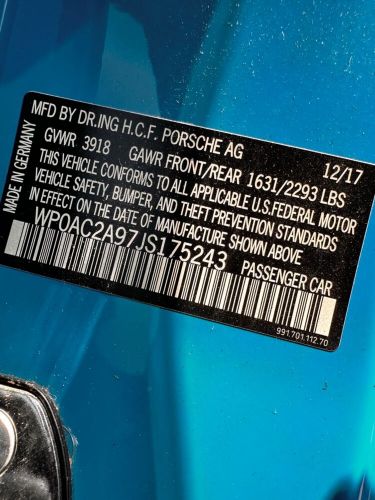 MFD BY DR.ING H.C.F. PORSCHE AG 12/17
GVWR 3918 GAWR FRONT/REAR 1631/2293 LBS
THIS VEHICLE CONFORMS TO ALL APPLICABLE U.S.FEDERAL MOTOR
VEHICLE SAFETY, BUMPER, AND THEFT PREVENTION STANDARDS
IN EFFECT ON THE DATE OF MANUFACTURE SHOWN ABOVE
WP0AC2A97JS175243
PASSENGER CAR
MADE IN GERMANY
991.701.112.70